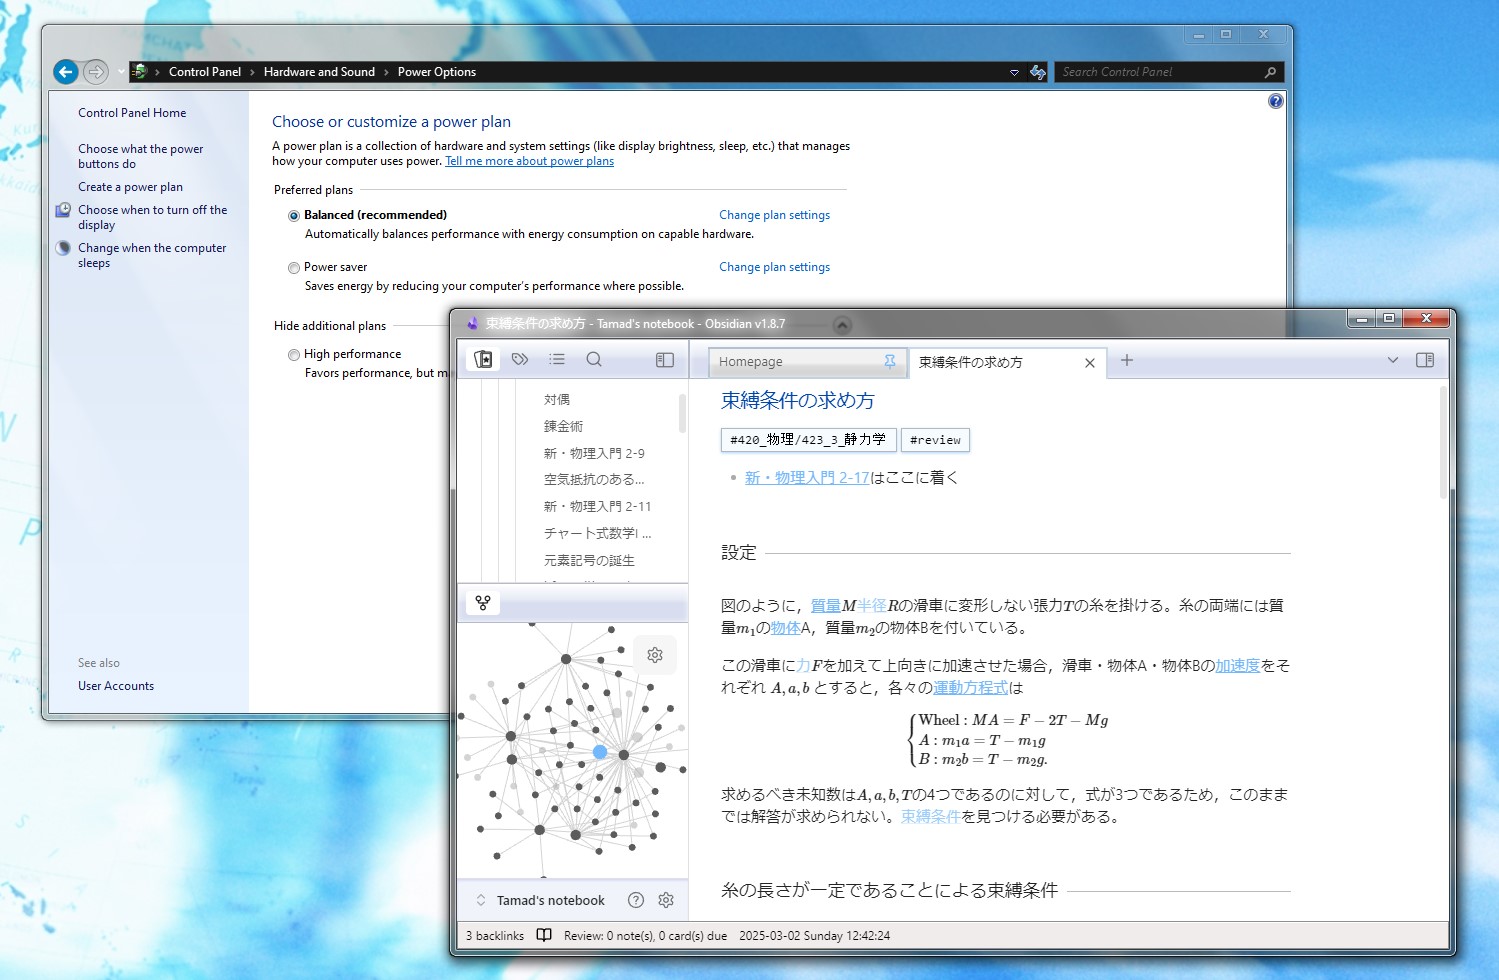 Control Panel
Hardware and Sound
Power Options
Search Control Panel
Control Panel Home
Choose what the power
buttons do
Create a power plan
Choose when to turn off the
display
Change when the computer
sleeps
See also
User Accounts
Choose or customize a power plan
A power plan is a collection of hardware and system settings (like display brightness, sleep, etc.) that manages
how your computer uses power. Tell me more about power plans
Preferred plans
Balanced (recommended) Change plan settings
Automatically balances performance with energy consumption on capable hardware.
Power saver Change plan settings
Saves energy by reducing your computer's performance where possible.
Hide additional plans
High performance
Favors performance, but m
束縛条件の求め方 - Tamad's notebook - Obsidian v1.8.7
Homepage
束縛条件の求め方
対偶
錬金術
新・物理入門 2-9
空気抵抗のある...
新・物理入門 2-11
チャート式数学I ...
元素記号の誕生
Tamad's notebook
束縛条件の求め方
#420_物理/423_3_静力学 #review
新・物理入門 2-17はここに着く
設定
図のように，質量M半径Rの滑車に変形しない張力Tの糸を掛ける。糸の両端には質
量m₁の物体A，質量m₂の物体Bを付いている。
この滑車に力Fを加えて上向きに加速させた場合，滑車・物体A・物体Bの加速度をそ
れぞれ A, a, b とすると，各々の運動方程式は
Wheel : MA = F − 2T − Mg
A : m₁a = T − m₁g
B : m₂b = T − m₂g.
求めるべき未知数はA, a, b, Tの4つであるのに対して，式が3つであるため，このまま
では解答が求められない。束縛条件を見つける必要がある。
糸の長さが一定であることによる束縛条件
3 backlinks Review: 0 note(s), 0 card(s) due 2025-03-02 Sunday 12:42:24